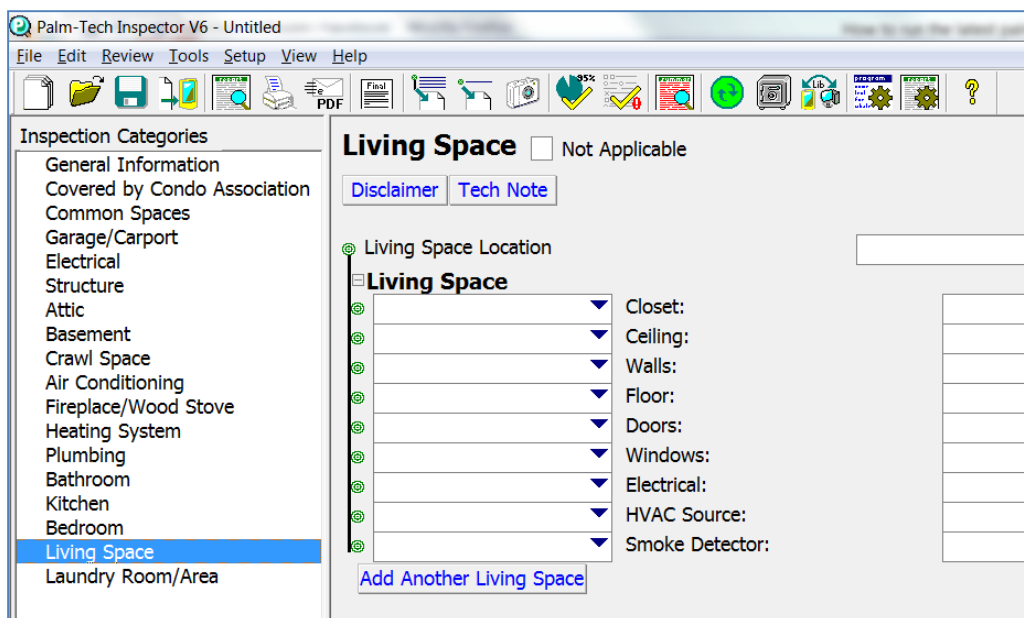 Palm-Tech Inspector V6 - Untitled
File Edit Review Tools Setup View Help
PDF
Final
95%
Lib
Inspection Categories
General Information
Covered by Condo Association
Common Spaces
Garage/Carport
Electrical
Structure
Attic
Basement
Crawl Space
Air Conditioning
Fireplace/Wood Stove
Heating System
Plumbing
Bathroom
Kitchen
Bedroom
Living Space
Laundry Room/Area
Living Space Not Applicable
Disclaimer Tech Note
Living Space Location
Living Space
Closet:
Ceiling:
Walls:
Floor:
Doors:
Windows:
Electrical:
HVAC Source:
Smoke Detector:
Add Another Living Space